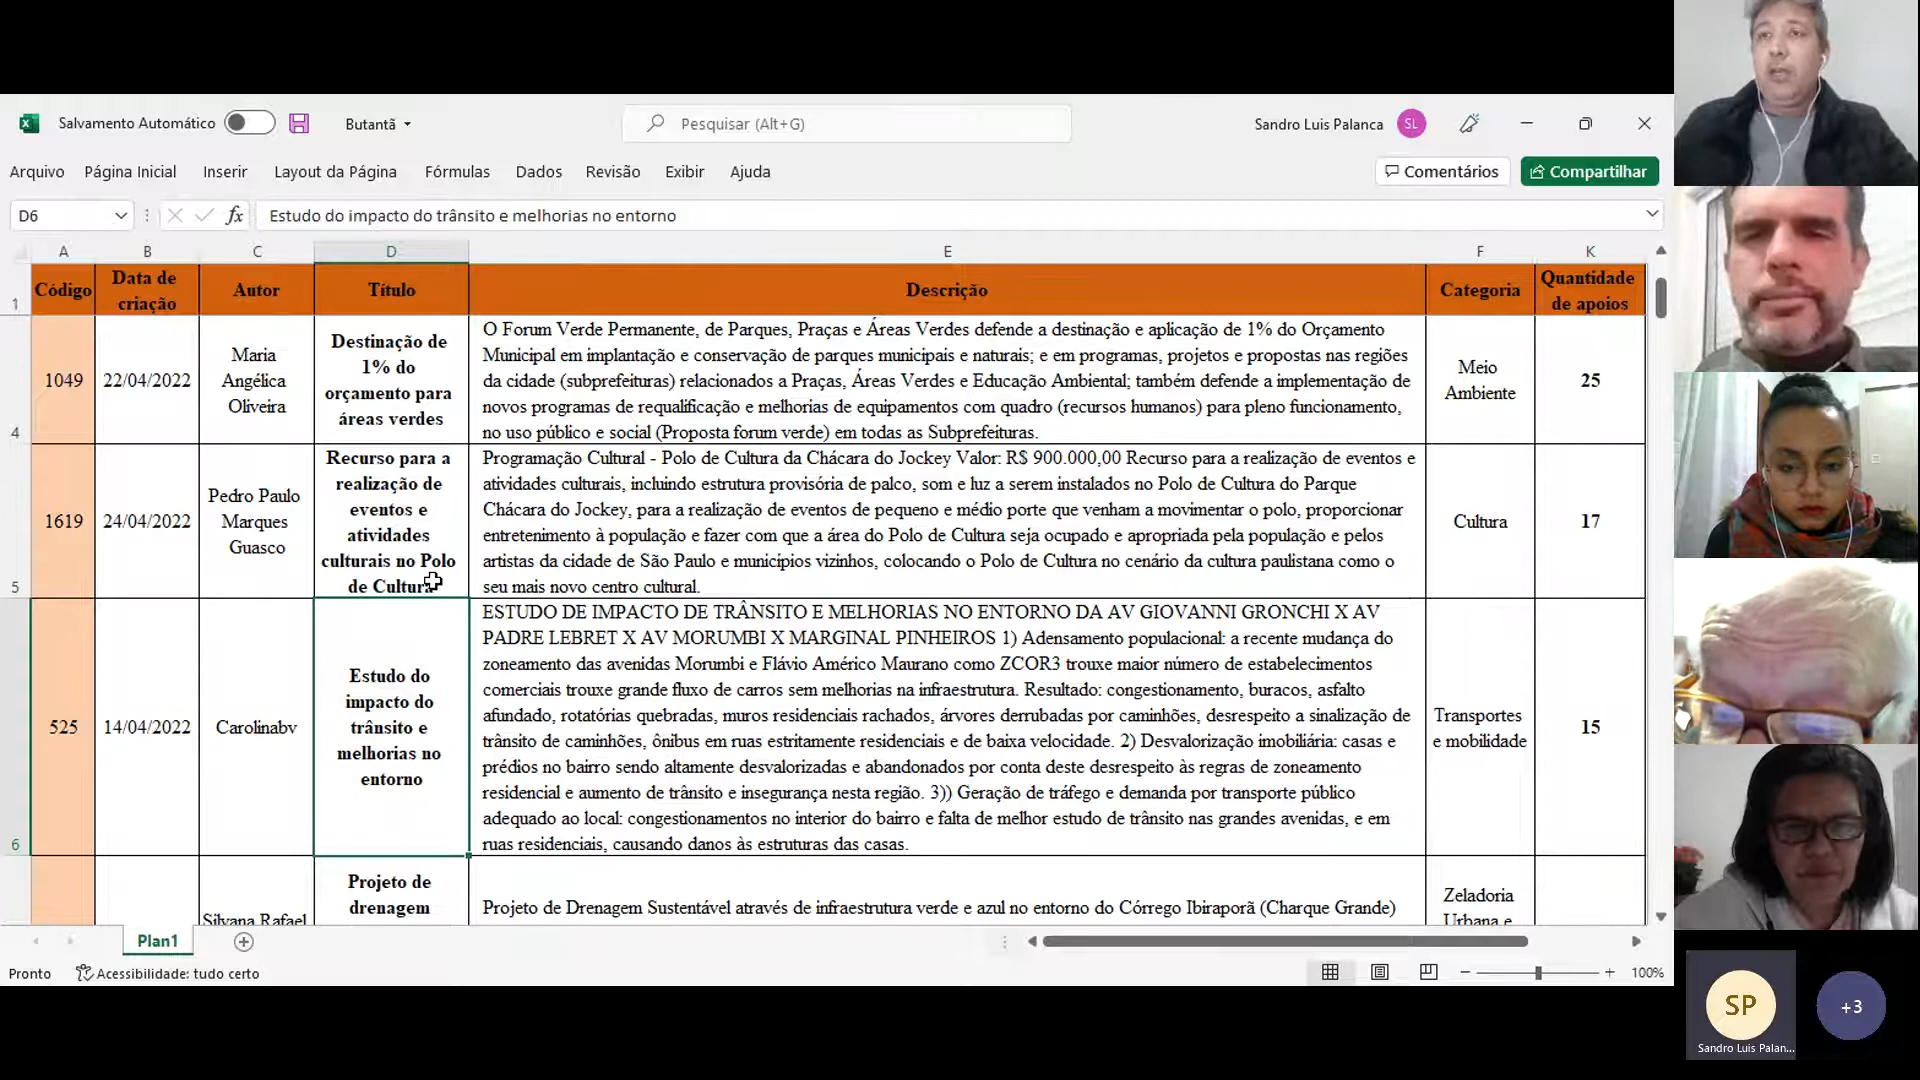 Salvamento Automático
Butantã
Pesquisar (Alt+G)
Sandro Luis Palanca
SL
Arquivo
Página Inicial
Inserir
Layout da Página
Fórmulas
Dados
Revisão
Exibir
Ajuda
Comentários
Compartilhar
D6
fx
Estudo do impacto do trânsito e melhorias no entorno
A
B
C
D
E
F
K
1
Código
Data de
criação
Autor
Título
Descrição
Categoria
Quantidade
de apoios
4
1049
22/04/2022
Maria
Angélica
Oliveira
Destinação de
1% do
orçamento para
áreas verdes
O Forum Verde Permanente, de Parques, Praças e Áreas Verdes defende a destinação e aplicação de 1% do Orçamento
Municipal em implantação e conservação de parques municipais e naturais; e em programas, projetos e propostas nas regiões
da cidade (subprefeituras) relacionados a Praças, Áreas Verdes e Educação Ambiental; também defende a implementação de
novos programas de requalificação e melhorias de equipamentos com quadro (recursos humanos) para pleno funcionamento,
no uso público e social (Proposta forum verde) em todas as Subprefeituras.
Meio
Ambiente
25
5
1619
24/04/2022
Pedro Paulo
Marques
Guasco
Recurso para a
realização de
eventos e
atividades
culturais no Polo
de Cultura
Programação Cultural - Polo de Cultura da Chácara do Jockey Valor: R$ 900.000,00 Recurso para a realização de eventos e
atividades culturais, incluindo estrutura provisória de palco, som e luz a serem instalados no Polo de Cultura do Parque
Chácara do Jockey, para a realização de eventos de pequeno e médio porte que venham a movimentar o polo, proporcionar
entretenimento à população e fazer com que a área do Polo de Cultura seja ocupado e apropriada pela população e pelos
artistas da cidade de São Paulo e municípios vizinhos, colocando o Polo de Cultura no cenário da cultura paulistana como o
seu mais novo centro cultural.
Cultura
17
6
525
14/04/2022
Carolinabv
Estudo do
impacto do
trânsito e
melhorias no
entorno
ESTUDO DE IMPACTO DE TRÂNSITO E MELHORIAS NO ENTORNO DA AV GIOVANNI GRONCHI X AV
PADRE LEBRET X AV MORUMBI X MARGINAL PINHEIROS 1) Adensamento populacional: a recente mudança do
zoneamento das avenidas Morumbi e Flávio Américo Maurano como ZCOR3 trouxe maior número de estabelecimentos
comerciais trouxe grande fluxo de carros sem melhorias na infraestrutura. Resultado: congestionamento, buracos, asfalto
afundado, rotatórias quebradas, muros residenciais rachados, árvores derrubadas por caminhões, desrespeito a sinalização de
trânsito de caminhões, ônibus em ruas estritamente residenciais e de baixa velocidade. 2) Desvalorização imobiliária: casas e
prédios no bairro sendo altamente desvalorizadas e abandonados por conta deste desrespeito às regras de zoneamento
residencial e aumento de trânsito e insegurança nesta região. 3)) Geração de tráfego e demanda por transporte público
adequado ao local: congestionamentos no interior do bairro e falta de melhor estudo de trânsito nas grandes avenidas, e em
ruas residenciais, causando danos às estruturas das casas.
Transportes
e mobilidade
15
Silvana Rafael
Projeto de
drenagem
Projeto de Drenagem Sustentável através de infraestrutura verde e azul no entorno do Córrego Ibiraporã (Charque Grande)
Zeladoria
Urbana e
Plan1
Pronto
Acessibilidade: tudo certo
100%
SP
Sandro Luis Palan...
+3